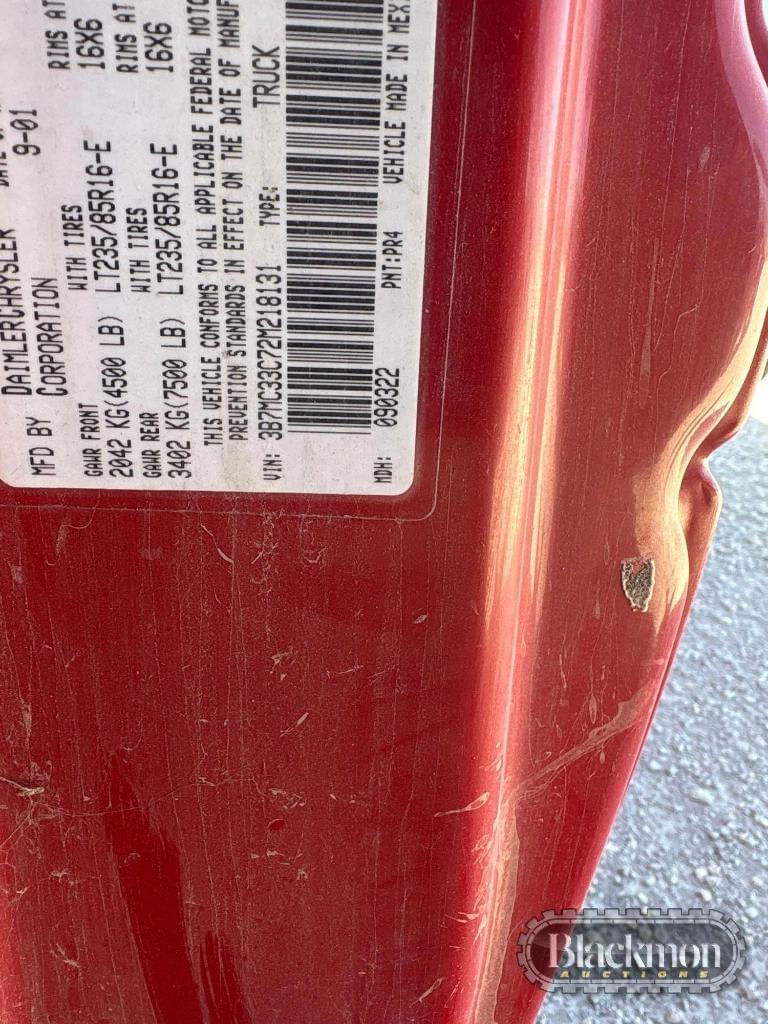 MFD BY DAIMLERCHRYSLER
CORPORATION 9-01
GAWR FRONT WITH TIRES RIMS AT
2042 KG(4500 LB) LT235/85R16-E 16X6
GAWR REAR WITH TIRES RIMS AT
3402 KG(7500 LB) LT235/85R16-E 16X6
THIS VEHICLE CONFORMS TO ALL APPLICABLE FEDERAL
PREVENTION STANDARDS IN EFFECT ON THE DATE OF
VIN: 3B7MC33C72M218131 TYPE: TRUCK
MDH: 090322 PNT:PR4 VEHICLE MADE IN
Blackmon
AUCTIONS